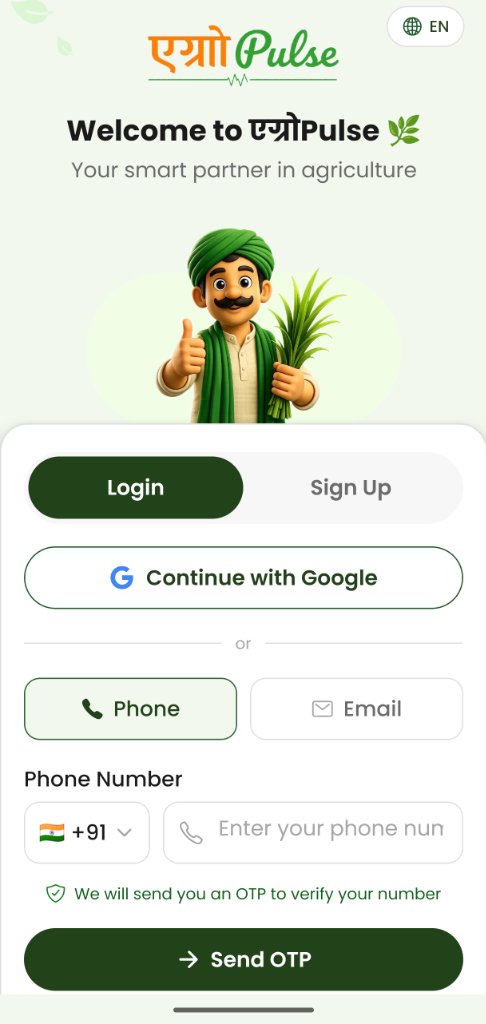 EN
एग्रो Pulse
Welcome to एग्रोPulse
Your smart partner in agriculture
Login
Sign Up
Continue with Google
or
Phone
Email
Phone Number
+91
Enter your phone num
We will send you an OTP to verify your number
Send OTP